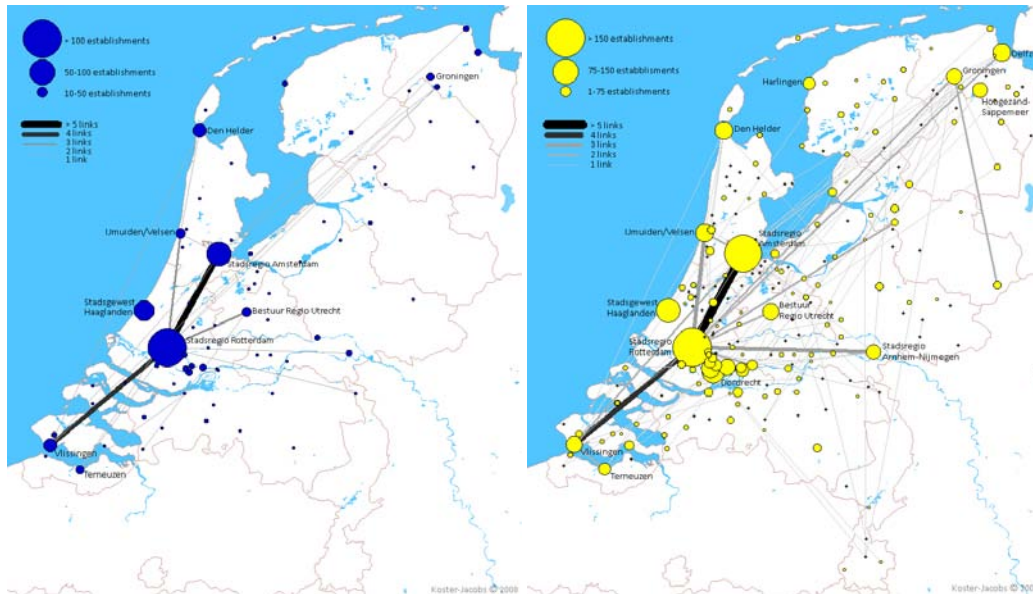 > 100 establishments
50-100 establishments
10-50 establishments
> 5 links
4 links
3 links
2 links
1 link
Groningen
Den Helder
IJmuiden/Velsen
Stadsregio Amsterdam
Stadsgewest
Haaglanden
Bestuur Regio Utrecht
Stadsregio Rotterdam
Vlissingen
Terneuzen
Koster-Jacobs © 2008
> 150 establishments
75-150 establishments
1-75 establishments
> 5 links
4 links
3 links
2 links
1 link
Delfz
Groningen
Harlingen
Hoogezand-
Sappemeer
Den Helder
IJmuiden/Velsen
Stadsregio
Amsterdam
Stadsgewest
Haaglanden
Bestuur
Regio Utrecht
Stadsregio
Rotterdam
Stadsregio
Arnhem-Nijmegen
Dordrecht
Vlissingen
Terneuzen
Koster-Jacobs © 200